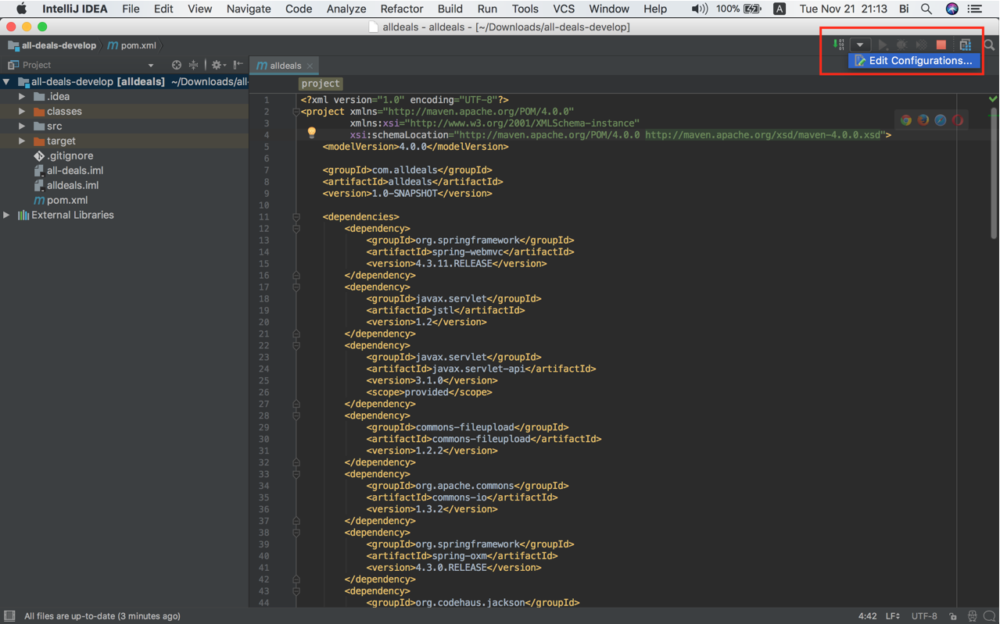 IntelliJ IDEA File Edit View Navigate Code Analyze Refactor Build Run Tools VCS Window Help 100% A Tue Nov 21 21:13 Bi
alldeals - alldeals - [~/Downloads/all-deals-develop]
all-deals-develop m pom.xml
Edit Configurations...
Project
m alldeals
all-deals-develop [alldeals] ~/Downloads/all-
.idea
classes
src
target
.gitignore
all-deals.iml
alldeals.iml
m pom.xml
External Libraries
project
1 <?xml version="1.0" encoding="UTF-8"?>
2 <project xmlns="http://maven.apache.org/POM/4.0.0"
3 xmlns:xsi="http://www.w3.org/2001/XMLSchema-instance"
4 xsi:schemaLocation="http://maven.apache.org/POM/4.0.0 http://maven.apache.org/xsd/maven-4.0.0.xsd">
5 <modelVersion>4.0.0</modelVersion>
6
7 <groupId>com.alldeals</groupId>
8 <artifactId>alldeals</artifactId>
9 <version>1.0-SNAPSHOT</version>
10
11 <dependencies>
12 <dependency>
13 <groupId>org.springframework</groupId>
14 <artifactId>spring-webmvc</artifactId>
15 <version>4.3.11.RELEASE</version>
16 </dependency>
17 <dependency>
18 <groupId>javax.servlet</groupId>
19 <artifactId>jstl</artifactId>
20 <version>1.2</version>
21 </dependency>
22 <dependency>
23 <groupId>javax.servlet</groupId>
24 <artifactId>javax.servlet-api</artifactId>
25 <version>3.1.0</version>
26 <scope>provided</scope>
27 </dependency>
28 <dependency>
29 <groupId>commons-fileupload</groupId>
30 <artifactId>commons-fileupload</artifactId>
31 <version>1.2.2</version>
32 </dependency>
33 <dependency>
34 <groupId>org.apache.commons</groupId>
35 <artifactId>commons-io</artifactId>
36 <version>1.3.2</version>
37 </dependency>
38 <dependency>
39 <groupId>org.springframework</groupId>
40 <artifactId>spring-oxm</artifactId>
41 <version>4.3.0.RELEASE</version>
42 </dependency>
43 <dependency>
44 <groupId>org.codehaus.jackson</groupId>
All files are up-to-date (3 minutes ago) 4:42 LF UTF-8